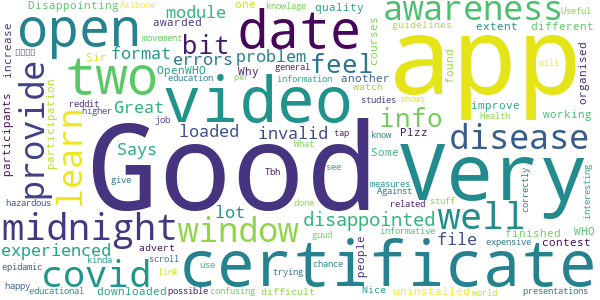 Disappointing
Asibone
awarded
knowlage
awareness
Useful
guidelines
extent
different
increase
open
module
date
app
one
quality
format
bit
errors
problem
feel
courses
Sir
OpenWHO
Why
another
organised
movement
education
per
information
watch
will
found
participants
provide
learn
participation
two
Great
video
info
improve
reddit
higher
general
studies
shows
Health
working
job
tap
loaded
invalid
Says
What
know
Plzz
Good
very
disease
Tbh
Some
measures
Against
see
give
related
stuff
correctly
interesting
hazardous
done
midnight
window
lot
disappointed
well
guud
informative
expensive
experienced
advert
file
finished
WHO
contest
people
certificate
epidemic
kinda
scroll
link
use
trying
chance
covid
uninstalled
world
happy
educational
downloaded
possible
confusing
difficult
Nice
presentations